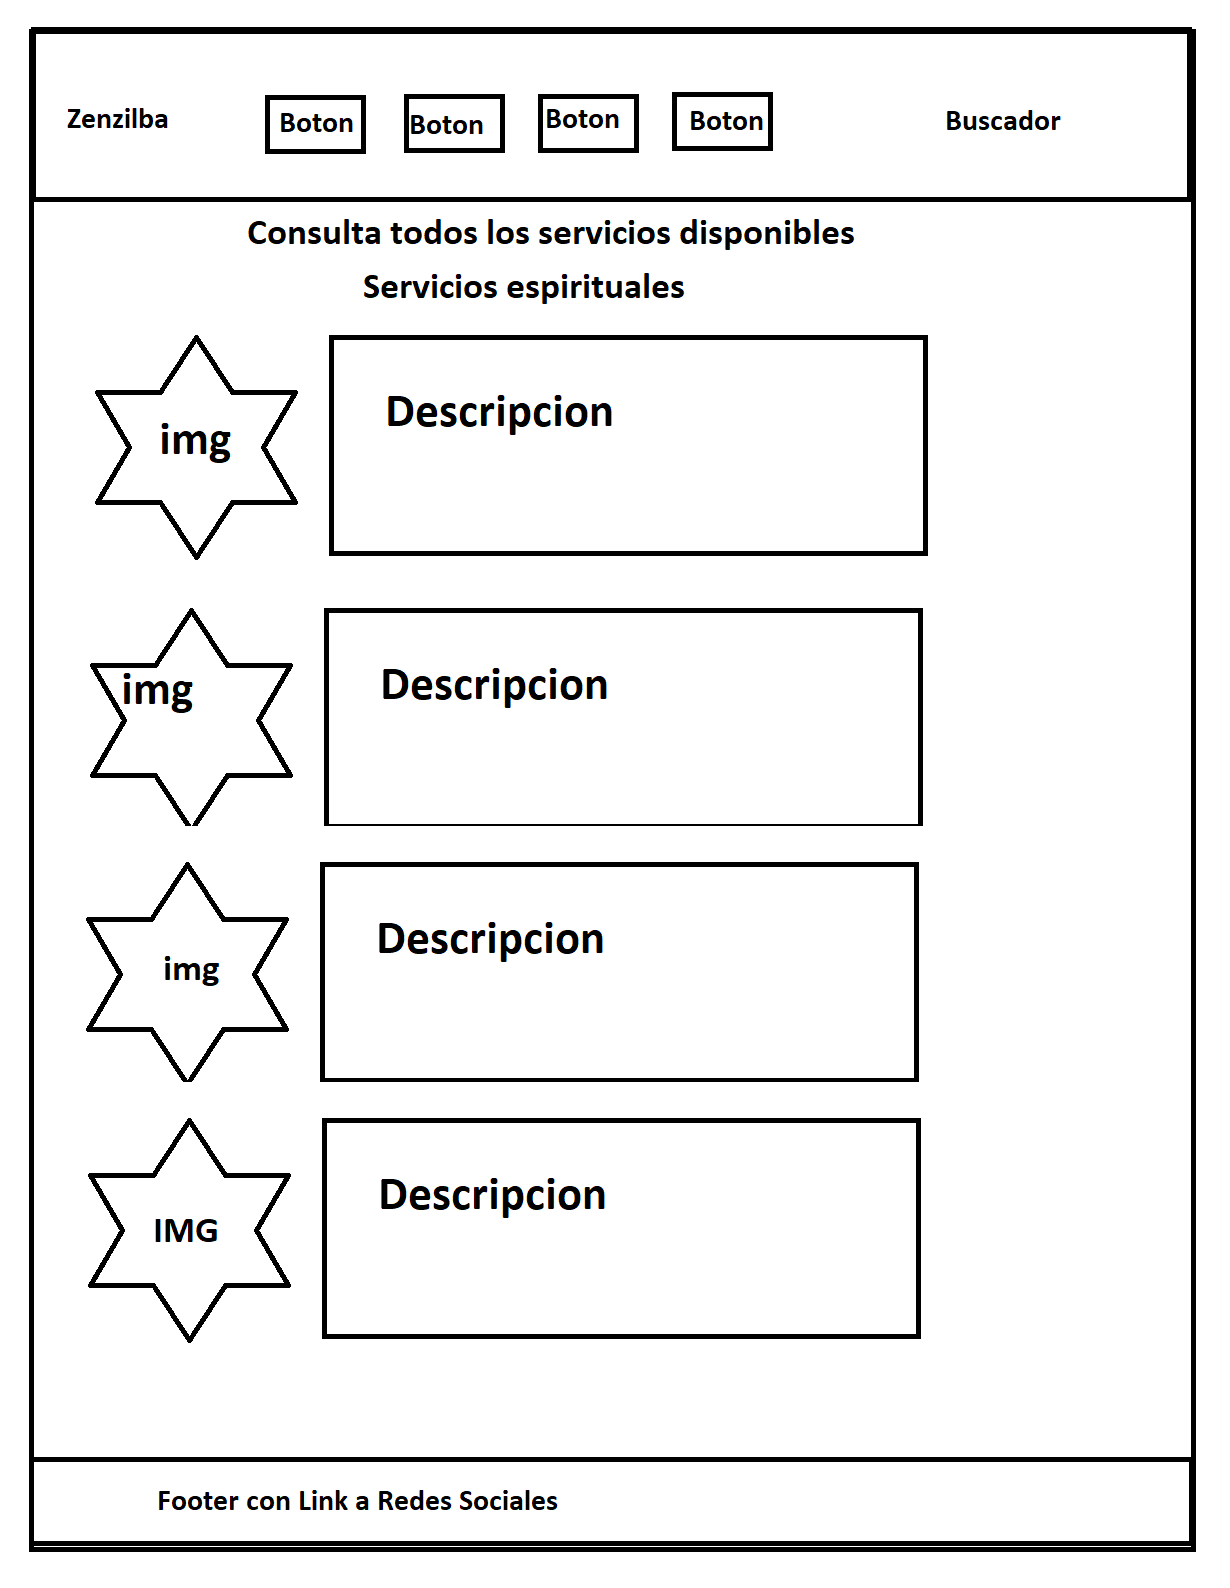 Zenzilba
Boton
Boton
Boton
Boton
Buscador
Consulta todos los servicios disponibles
Servicios espirituales
img
Descripcion
img
Descripcion
img
Descripcion
IMG
Descripcion
Footer con Link a Redes Sociales